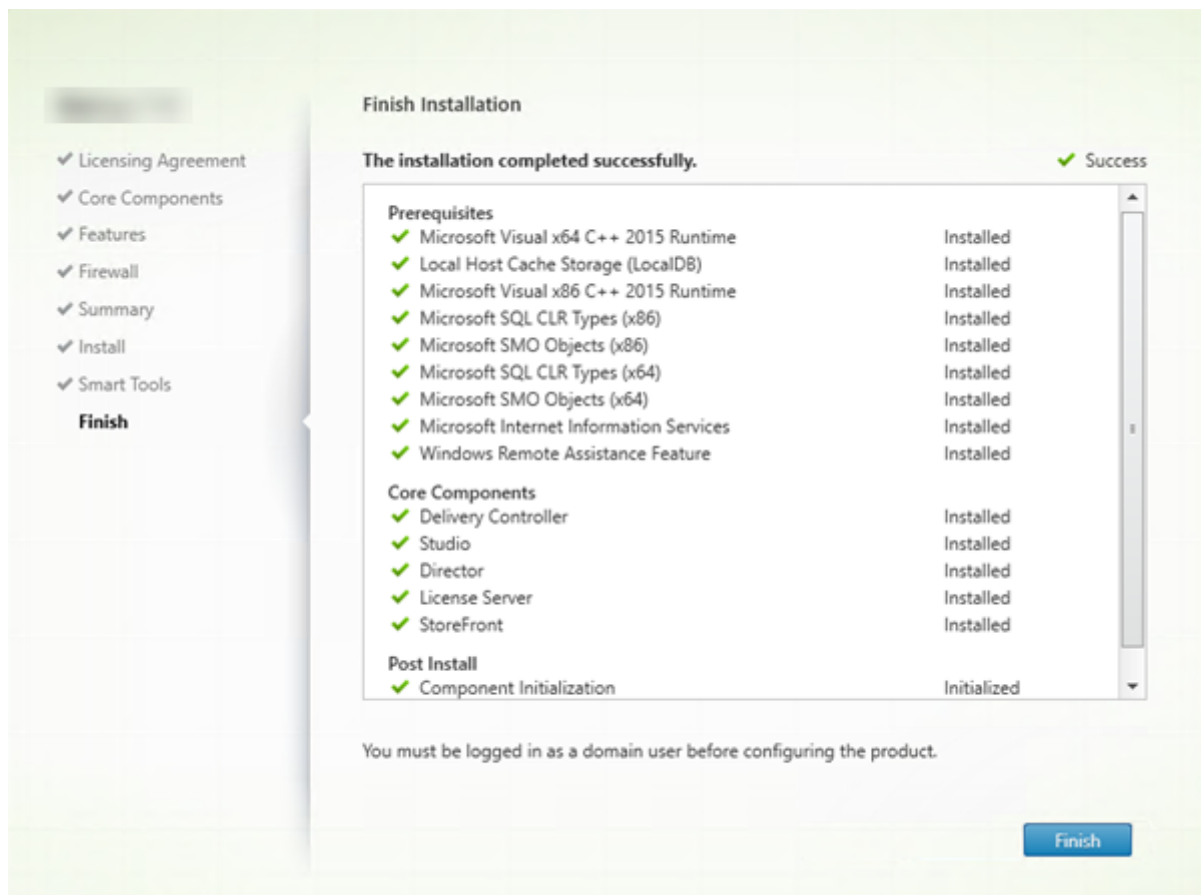 Finish Installation
✔ Licensing Agreement
✔ Core Components
✔ Features
✔ Firewall
✔ Summary
✔ Install
✔ Smart Tools
Finish
The installation completed successfully. ✔ Success
Prerequisites
✔ Microsoft Visual x64 C++ 2015 Runtime Installed
✔ Local Host Cache Storage (LocalDB) Installed
✔ Microsoft Visual x86 C++ 2015 Runtime Installed
✔ Microsoft SQL CLR Types (x86) Installed
✔ Microsoft SMO Objects (x86) Installed
✔ Microsoft SQL CLR Types (x64) Installed
✔ Microsoft SMO Objects (x64) Installed
✔ Microsoft Internet Information Services Installed
✔ Windows Remote Assistance Feature Installed
Core Components
✔ Delivery Controller Installed
✔ Studio Installed
✔ Director Installed
✔ License Server Installed
✔ StoreFront Installed
Post Install
✔ Component Initialization Initialized
You must be logged in as a domain user before configuring the product.
Finish